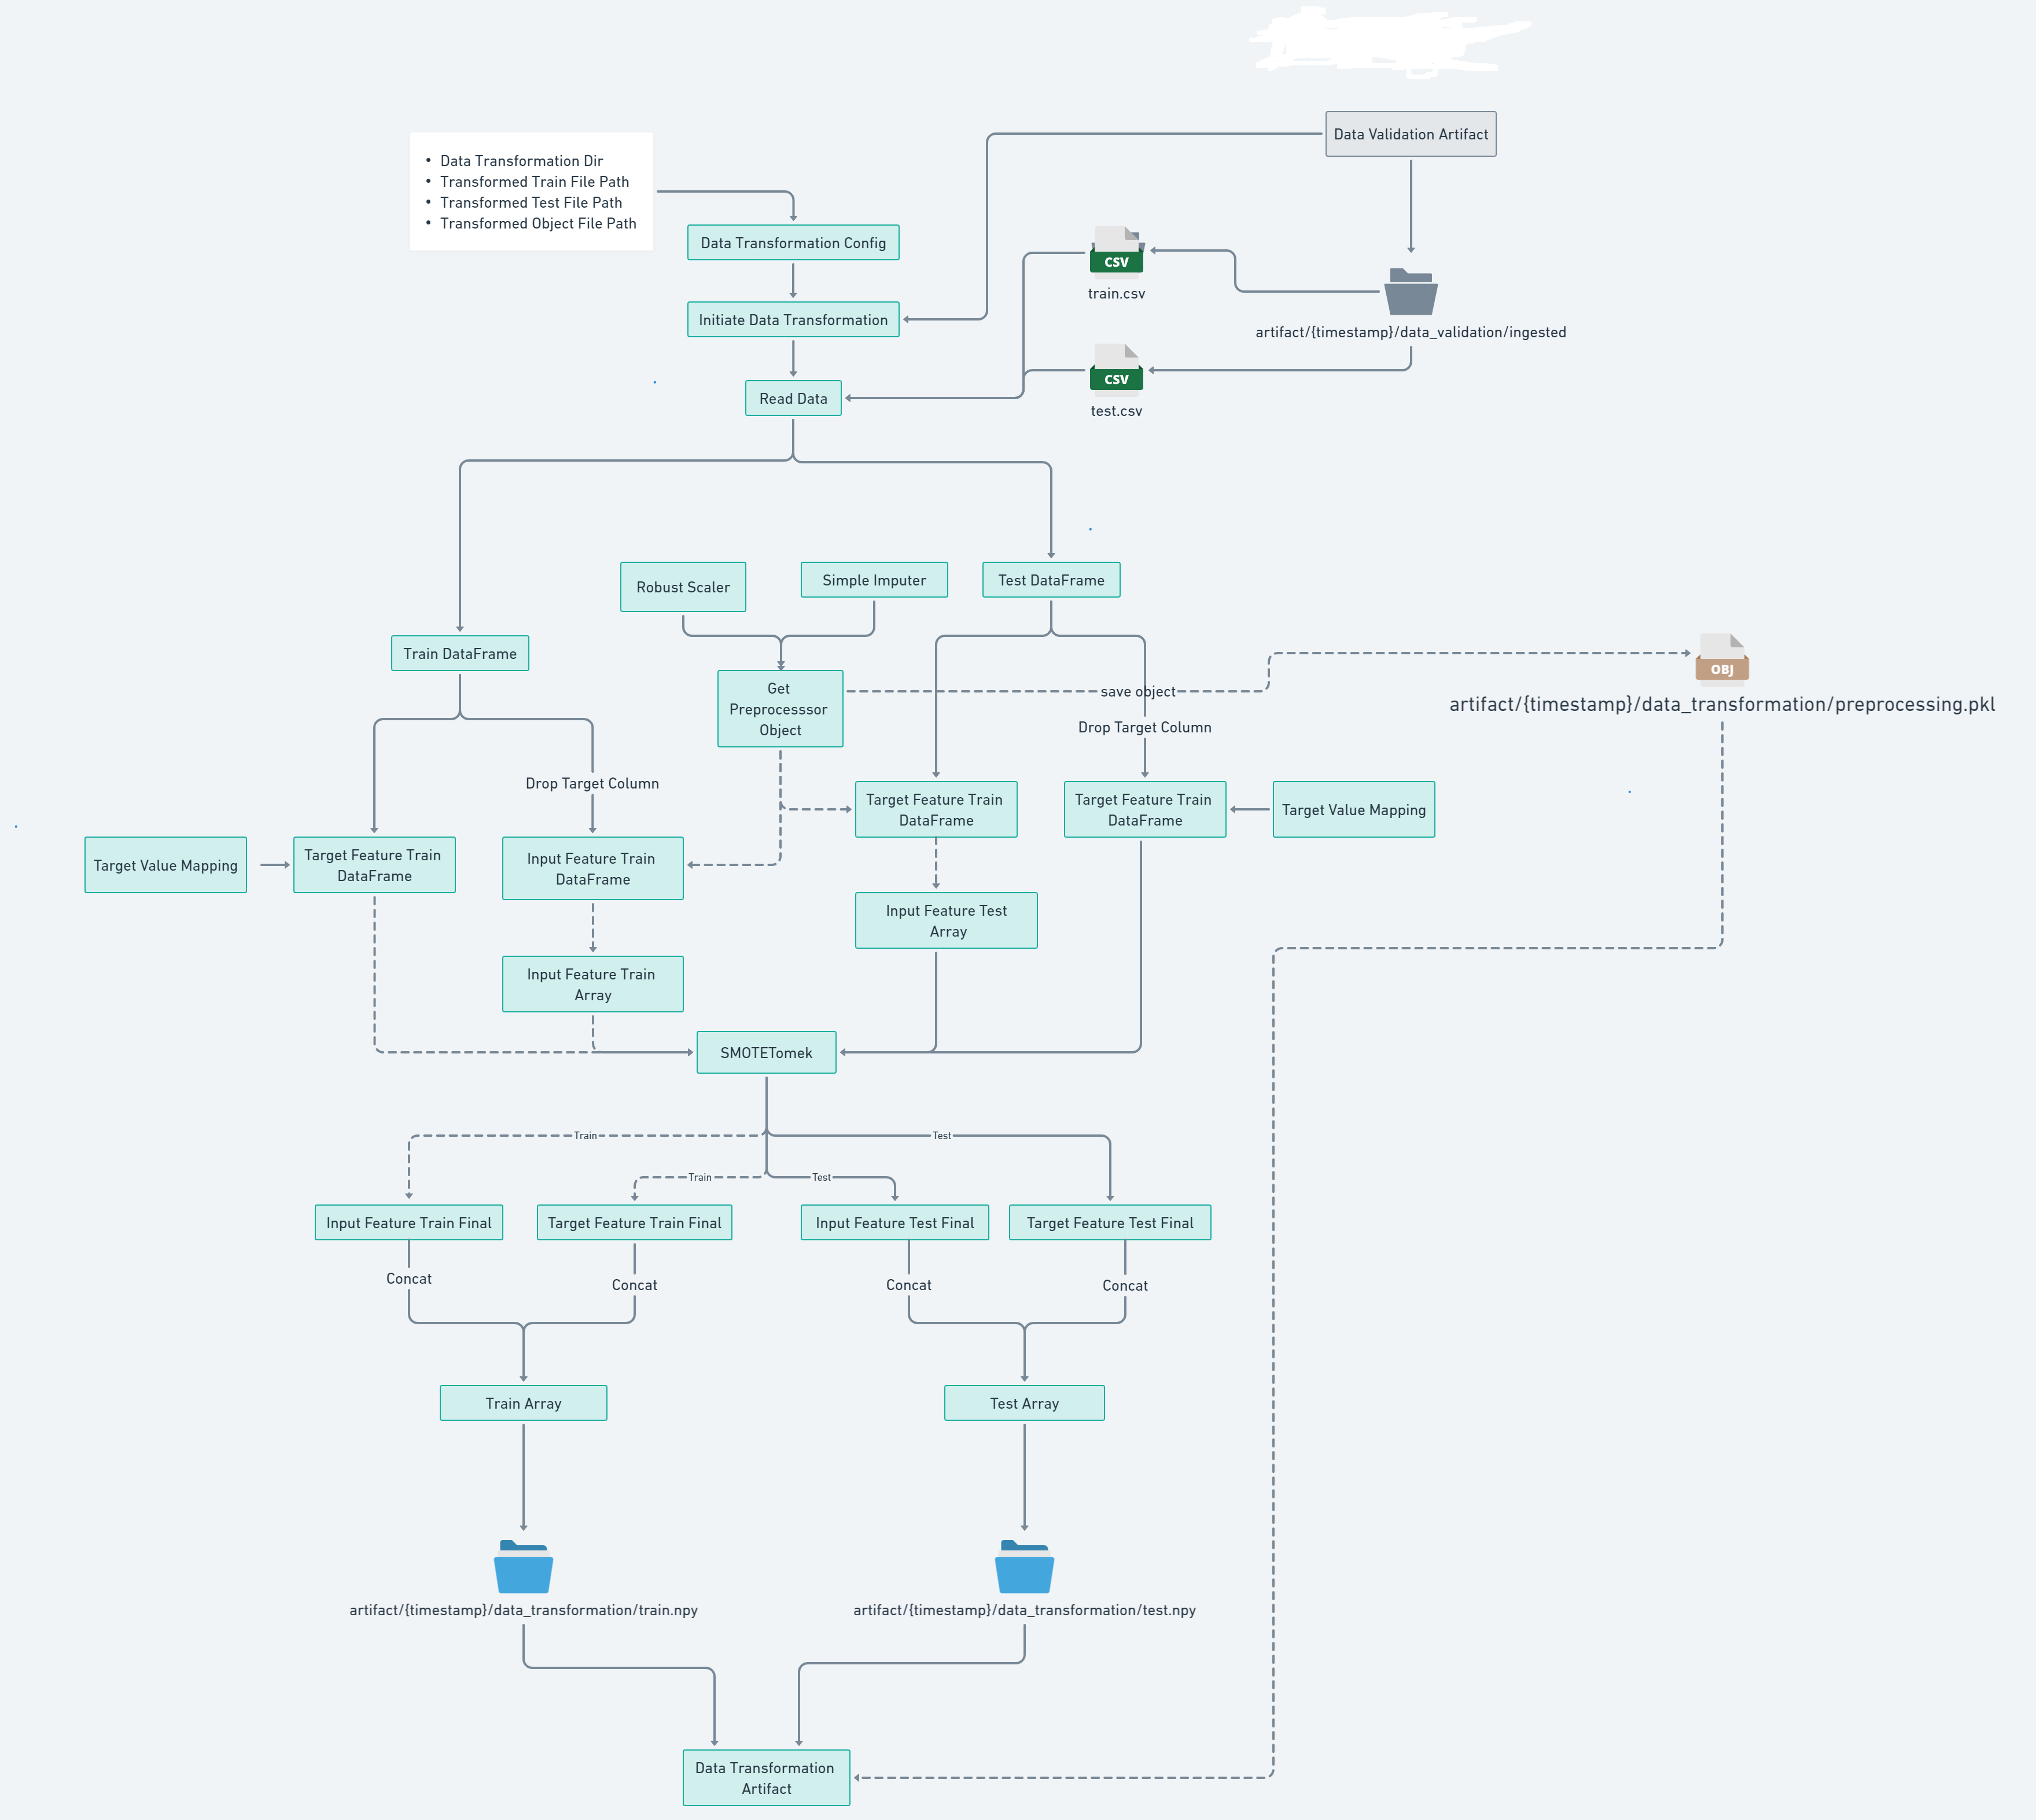 Data Validation Artifact
• Data Transformation Dir
• Transformed Train File Path
• Transformed Test File Path
• Transformed Object File Path
Data Transformation Config
CSV
train.csv
Initiate Data Transformation
artifact/{timestamp}/data_validation/ingested
CSV
test.csv
Read Data
Robust Scaler
Simple Imputer
Test DataFrame
Train DataFrame
OBJ
artifact/{timestamp}/data_transformation/preprocessing.pkl
Get
Preprocesssor
Object
save object
Drop Target Column
Drop Target Column
Target Feature Train
DataFrame
Target Feature Train
DataFrame
Target Value Mapping
Target Value Mapping
Target Feature Train
DataFrame
Input Feature Train
DataFrame
Input Feature Test
Array
Input Feature Train
Array
SMOTETomek
Train
Test
Train
Test
Input Feature Train Final
Target Feature Train Final
Input Feature Test Final
Target Feature Test Final
Concat
Concat
Concat
Concat
Train Array
Test Array
artifact/{timestamp}/data_transformation/train.npy
artifact/{timestamp}/data_transformation/test.npy
Data Transformation
Artifact